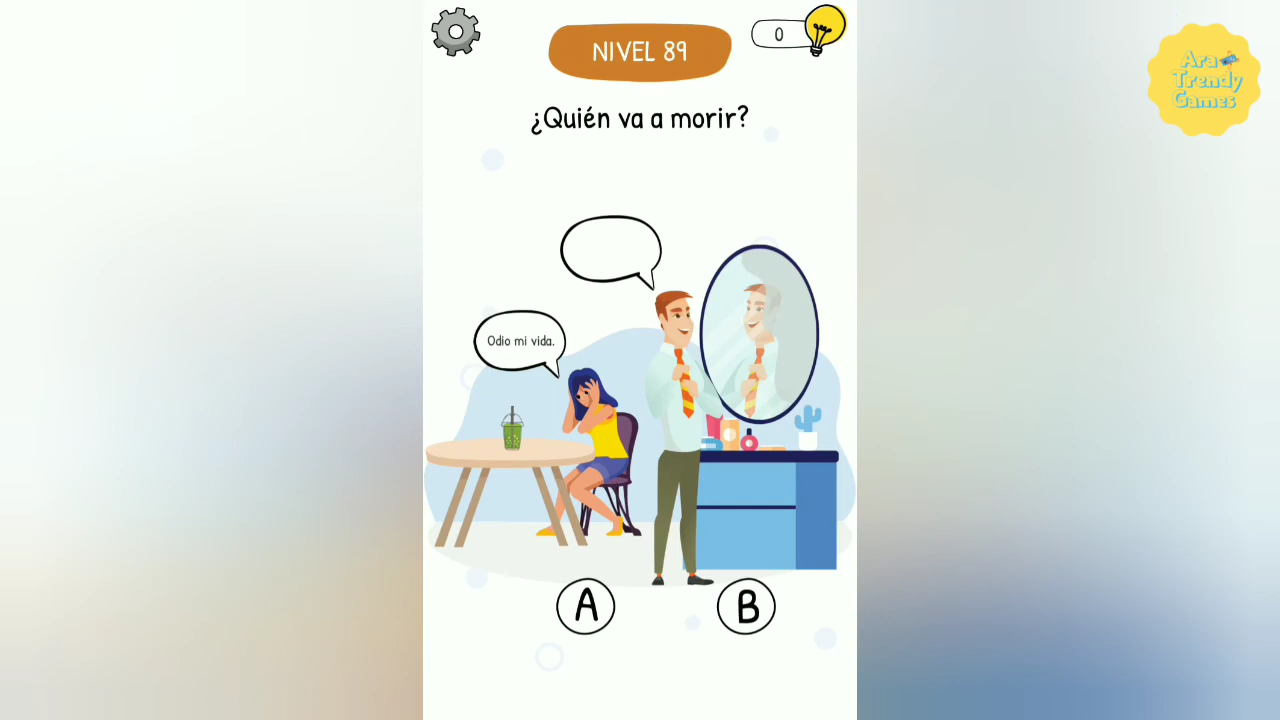 NIVEL 89
0
Ara
Trendy
Games
¿Quién va a morir?
Odio mi vida.
A
B